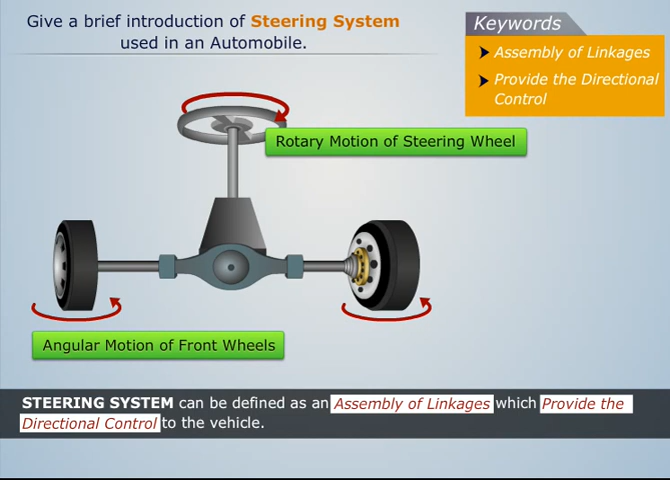 Give a brief introduction of Steering System
used in an Automobile.
Keywords
Assembly of Linkages
Provide the Directional
Control
Rotary Motion of Steering Wheel
Angular Motion of Front Wheels
STEERING SYSTEM can be defined as an Assembly of Linkages which Provide the
Directional Control to the vehicle.